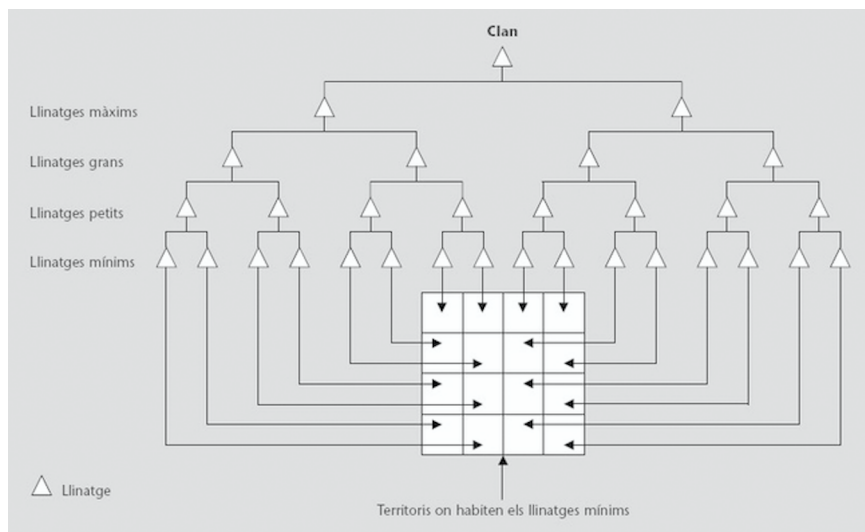 Clan
Llinatges màxims
Llinatges grans
Llinatges petits
Llinatges mínims
Llinatge
Territoris on habiten els llinatges mínims